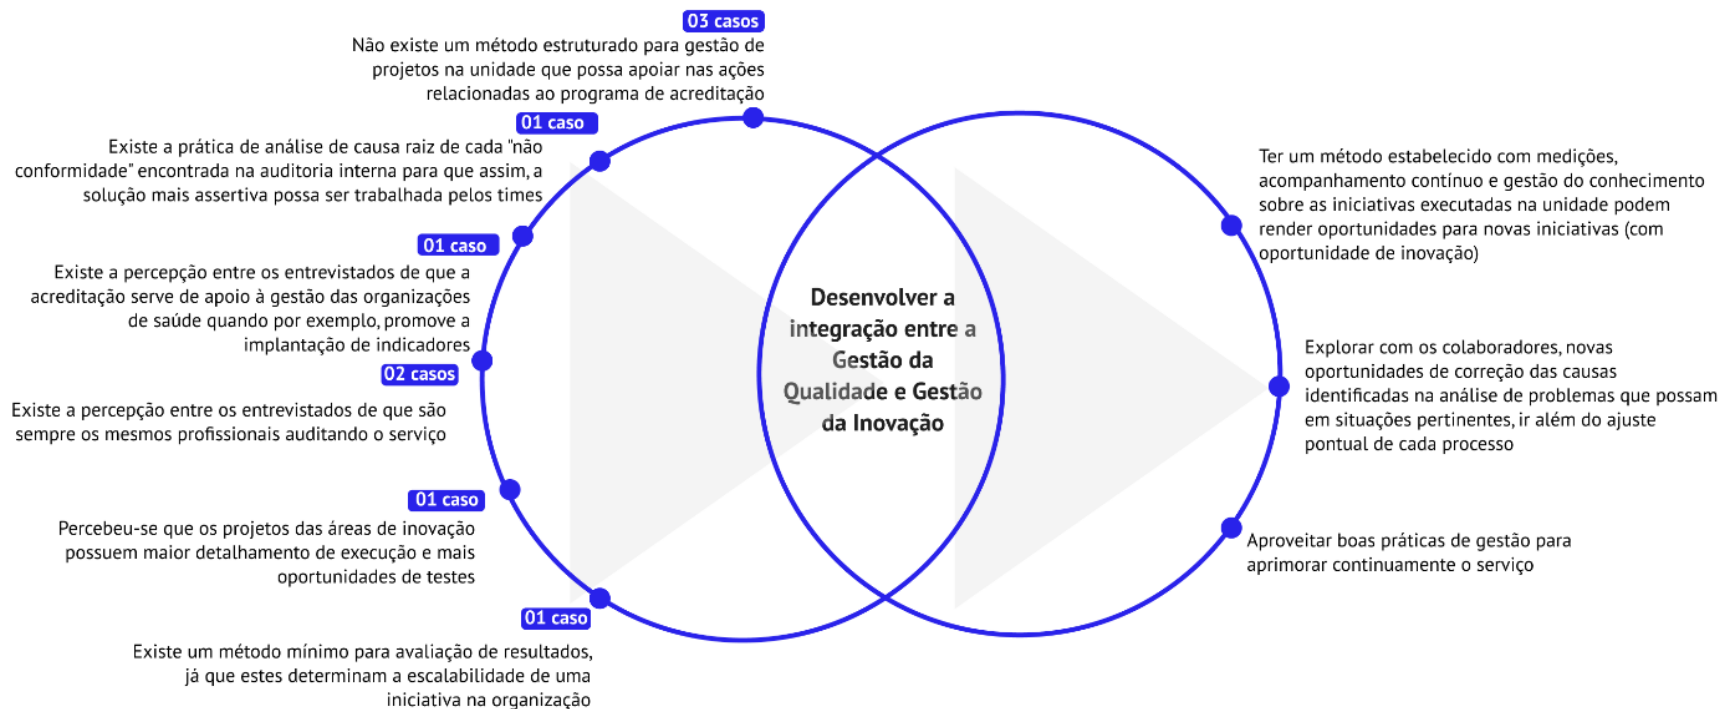 03 casos
Não existe um método estruturado para gestão de
projetos na unidade que possa apoiar nas ações
relacionadas ao programa de acreditação
01 caso
Existe a prática de análise de causa raiz de cada "não
conformidade" encontrada na auditoria interna para que assim, a
solução mais assertiva possa ser trabalhada pelos times
01 caso
Existe a percepção entre os entrevistados de que a
acreditação serve de apoio à gestão das organizações
de saúde quando por exemplo, promove a
implantação de indicadores
02 casos
Existe a percepção entre os entrevistados de que são
sempre os mesmos profissionais auditando o serviço
01 caso
Percebeu-se que os projetos das áreas de inovação
possuem maior detalhamento de execução e mais
oportunidades de testes
01 caso
Existe um método mínimo para avaliação de resultados,
já que estes determinam a escalabilidade de uma
iniciativa na organização
Desenvolver a
integração entre a
Gestão da
Qualidade e Gestão
da Inovação
Ter um método estabelecido com medições,
acompanhamento contínuo e gestão do conhecimento
sobre as iniciativas executadas na unidade podem
render oportunidades para novas iniciativas (com
oportunidade de inovação)
Explorar com os colaboradores, novas
oportunidades de correção das causas
identificadas na análise de problemas que possam
em situações pertinentes, ir além do ajuste
pontual de cada processo
Aproveitar boas práticas de gestão para
aprimorar continuamente o serviço